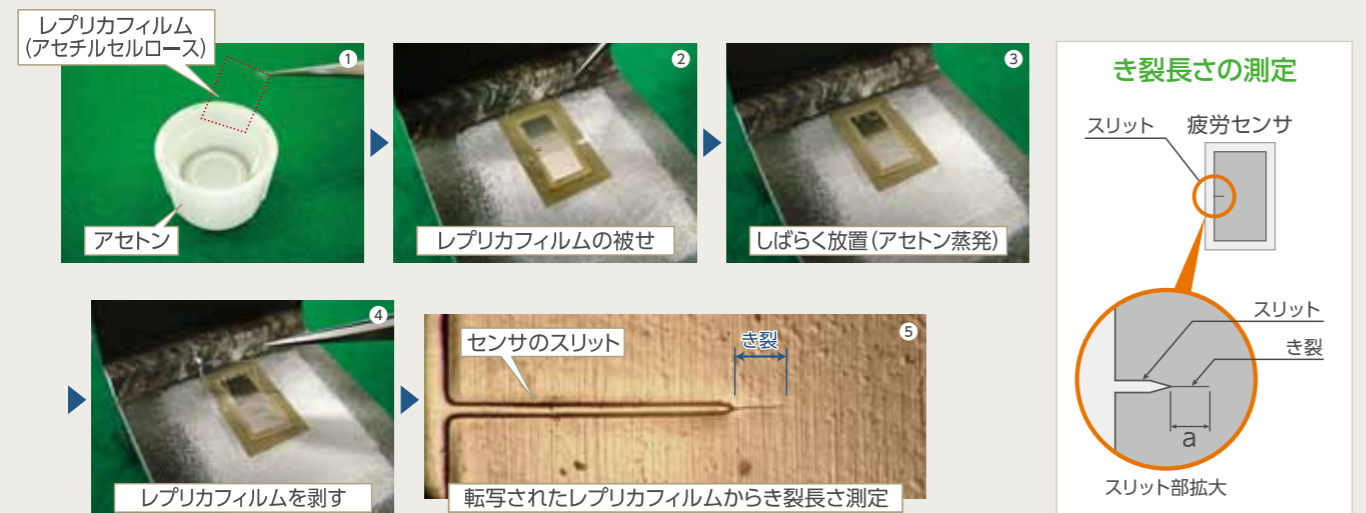 レプリカフィルム
(アセチルセルロース)
①
アセトン
②
レプリカフィルムの被せ
③
しばらく放置(アセトン蒸発)
④
レプリカフィルムを剥す
⑤
センサのスリット
き裂
転写されたレプリカフィルムからき裂長さ測定
き裂長さの測定
スリット
疲労センサ
スリット
き裂
a
スリット部拡大